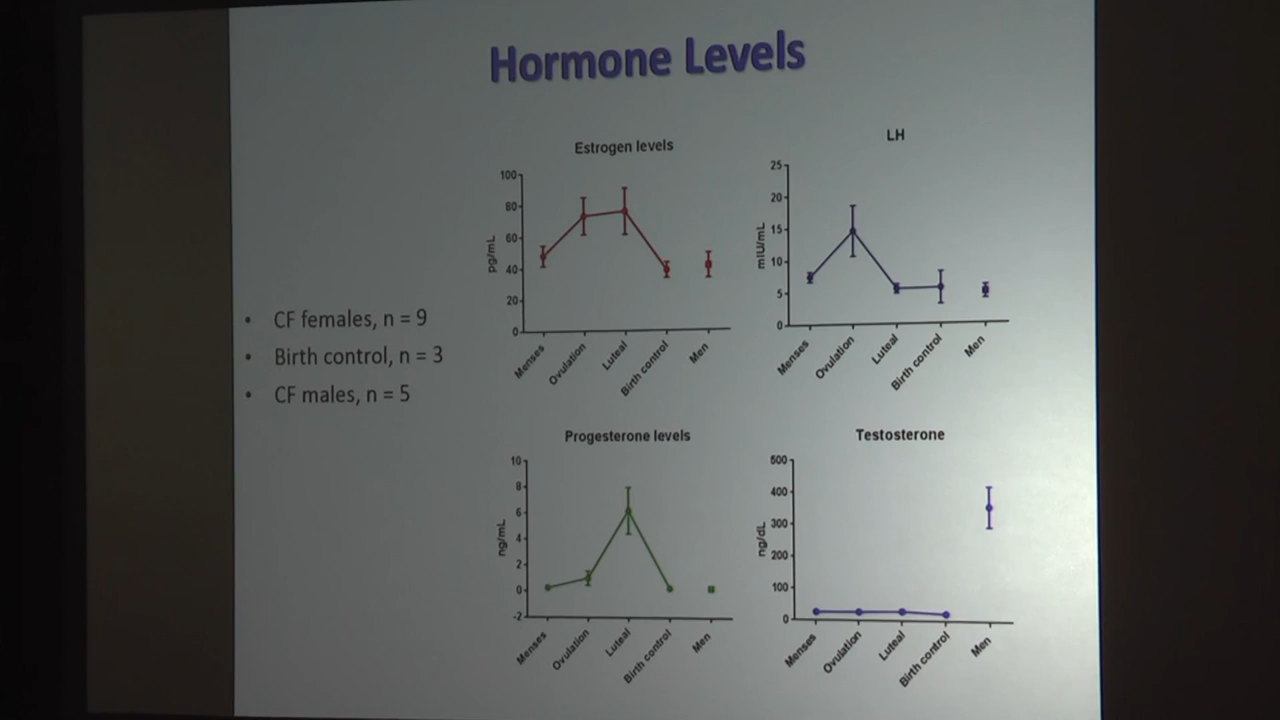 Hormone Levels
• CF females, n = 9
• Birth control, n = 3
• CF males, n = 5
Estrogen levels
pg/mL
100
80
60
40
20
0
Menses
Ovulation
Luteal
Birth control
Men
LH
mIU/mL
25
20
15
10
5
0
Menses
Ovulation
Luteal
Birth control
Men
Progesterone levels
ng/mL
10
8
6
4
2
0
-2
Menses
Ovulation
Luteal
Birth control
Men
Testosterone
ng/dL
500
400
300
200
100
0
Menses
Ovulation
Luteal
Birth control
Men